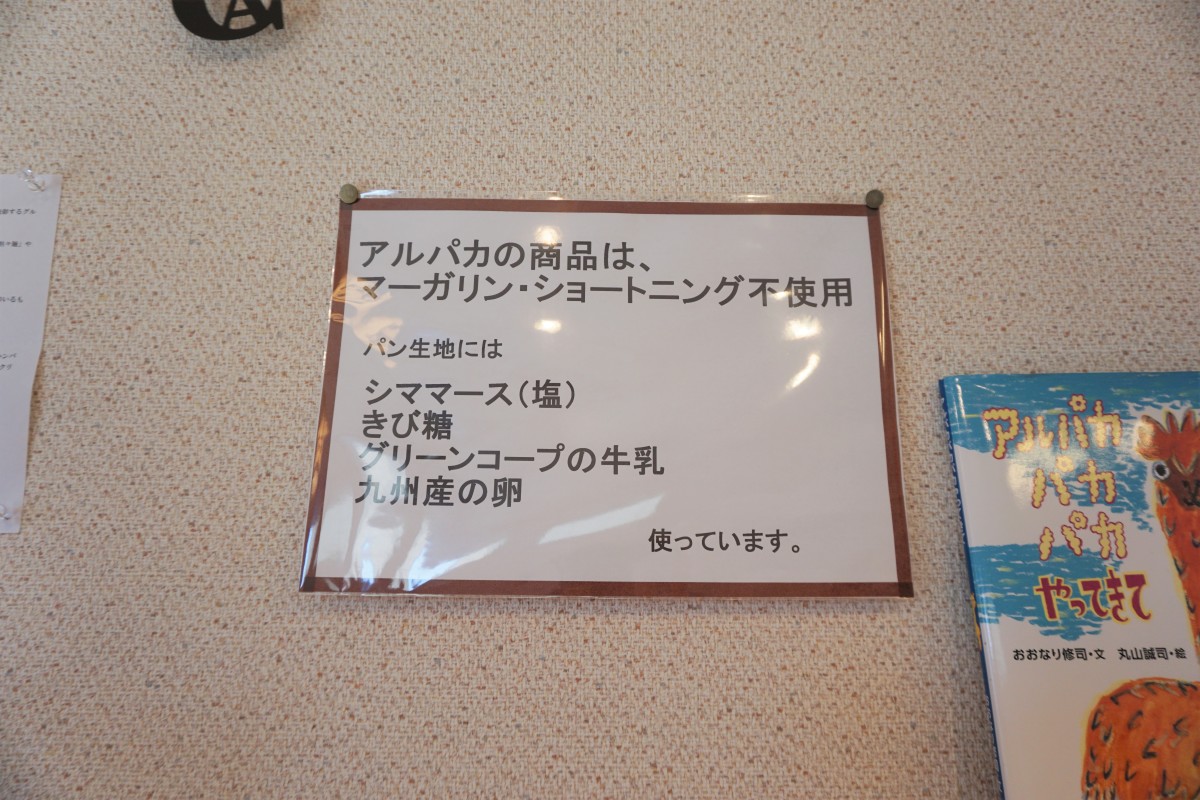 アルパカの商品は、
マーガリン・ショートニング不使用
パン生地には
シママース(塩)
きび糖
グリーンコープの牛乳
九州産の卵
使っています。
アルパカ
パカ
パカ
やってきて
おおなり修司・文 丸山誠司・絵